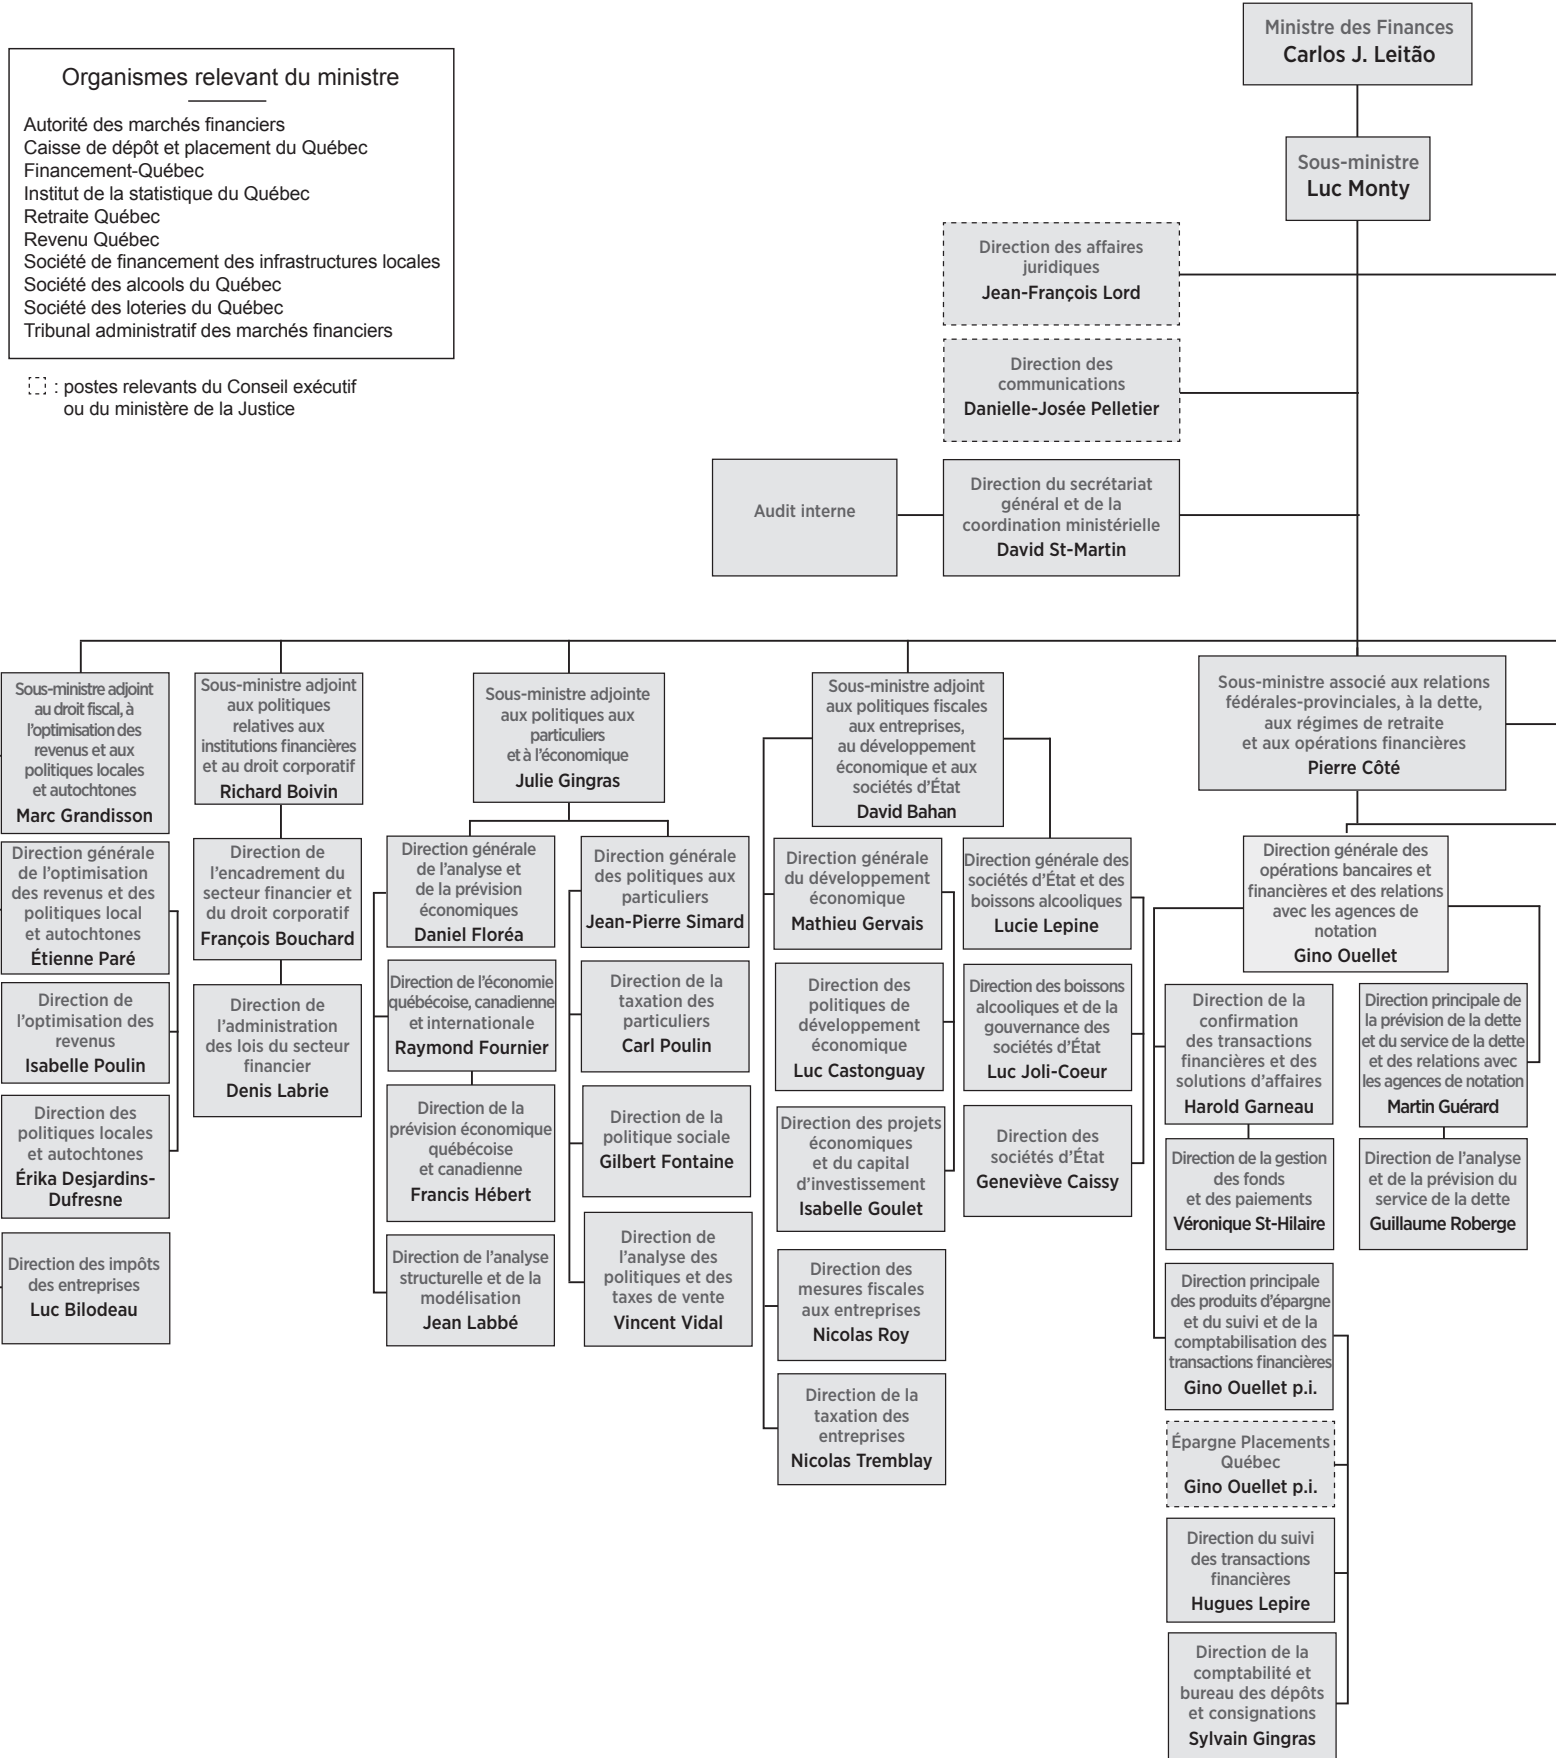 Ministre des Finances
Carlos J. Leitão
Organismes relevant du ministre
Autorité des marchés financiers
Caisse de dépôt et placement du Québec
Financement-Québec
Institut de la statistique du Québec
Retraite Québec
Revenu Québec
Société de financement des infrastructures locales
Société des alcools du Québec
Société des loteries du Québec
Tribunal administratif des marchés financiers
: postes relevants du Conseil exécutif
ou du ministère de la Justice
Sous-ministre
Luc Monty
Direction des affaires
juridiques
Jean-François Lord
Direction des
communications
Danielle-Josée Pelletier
Audit interne
Direction du secrétariat
général et de la
coordination ministérielle
David St-Martin
Sous-ministre adjoint
au droit fiscal, à
l'optimisation des
revenus et aux
politiques locales
et autochtones
Marc Grandisson
Direction générale
de l'optimisation
des revenus et des
politiques local
et autochtones
Étienne Paré
Direction de
l'optimisation des
revenus
Isabelle Poulin
Direction des
politiques locales
et autochtones
Érika Desjardins-
Dufresne
Direction des impôts
des entreprises
Luc Bilodeau
Sous-ministre adjoint
aux politiques
relatives aux
institutions financières
et au droit corporatif
Richard Boivin
Direction de
l'encadrement du
secteur financier et
du droit corporatif
François Bouchard
Direction de
l'administration
des lois du secteur
financier
Denis Labrie
Sous-ministre adjointe
aux politiques aux
particuliers
et à l'économique
Julie Gingras
Direction générale
de l'analyse et
de la prévision
économiques
Daniel Floréa
Direction de l'économie
québécoise, canadienne
et internationale
Raymond Fournier
Direction de la
prévision économique
québécoise
et canadienne
Francis Hébert
Direction de l'analyse
structurelle et de la
modélisation
Jean Labbé
Direction générale
des politiques aux
particuliers
Jean-Pierre Simard
Direction de la
taxation des
particuliers
Carl Poulin
Direction de la
politique sociale
Gilbert Fontaine
Direction de
l'analyse des
politiques et des
taxes de vente
Vincent Vidal
Sous-ministre adjoint
aux politiques fiscales
aux entreprises,
au développement
économique et aux
sociétés d'État
David Bahan
Direction générale
du développement
économique
Mathieu Gervais
Direction des
politiques de
développement
économique
Luc Castonguay
Direction des projets
économiques
et du capital
d'investissement
Isabelle Goulet
Direction des
mesures fiscales
aux entreprises
Nicolas Roy
Direction de la
taxation des
entreprises
Nicolas Tremblay
Direction générale des
sociétés d'État et des
boissons alcooliques
Lucie Lepine
Direction des boissons
alcooliques et de la
gouvernance des
sociétés d'État
Luc Joli-Coeur
Direction des
sociétés d'État
Geneviève Caissy
Sous-ministre associé aux relations
fédérales-provinciales, à la dette,
aux régimes de retraite
et aux opérations financières
Pierre Côté
Direction générale des
opérations bancaires et
financières et des relations
avec les agences de
notation
Gino Ouellet
Direction de la
confirmation
des transactions
financières et des
solutions d'affaires
Harold Garneau
Direction de la gestion
des fonds
et des paiements
Véronique St-Hilaire
Direction principale
des produits d'épargne
et du suivi et de la
comptabilisation des
transactions financières
Gino Ouellet p.i.
Épargne Placements
Québec
Gino Ouellet p.i.
Direction du suivi
des transactions
financières
Hugues Lepire
Direction de la
comptabilité et
bureau des dépôts
et consignations
Sylvain Gingras
Direction principale de
la prévision de la dette
et du service de la dette
et des relations avec
les agences de notation
Martin Guérard
Direction de l'analyse
et de la prévision du
service de la dette
Guillaume Roberge